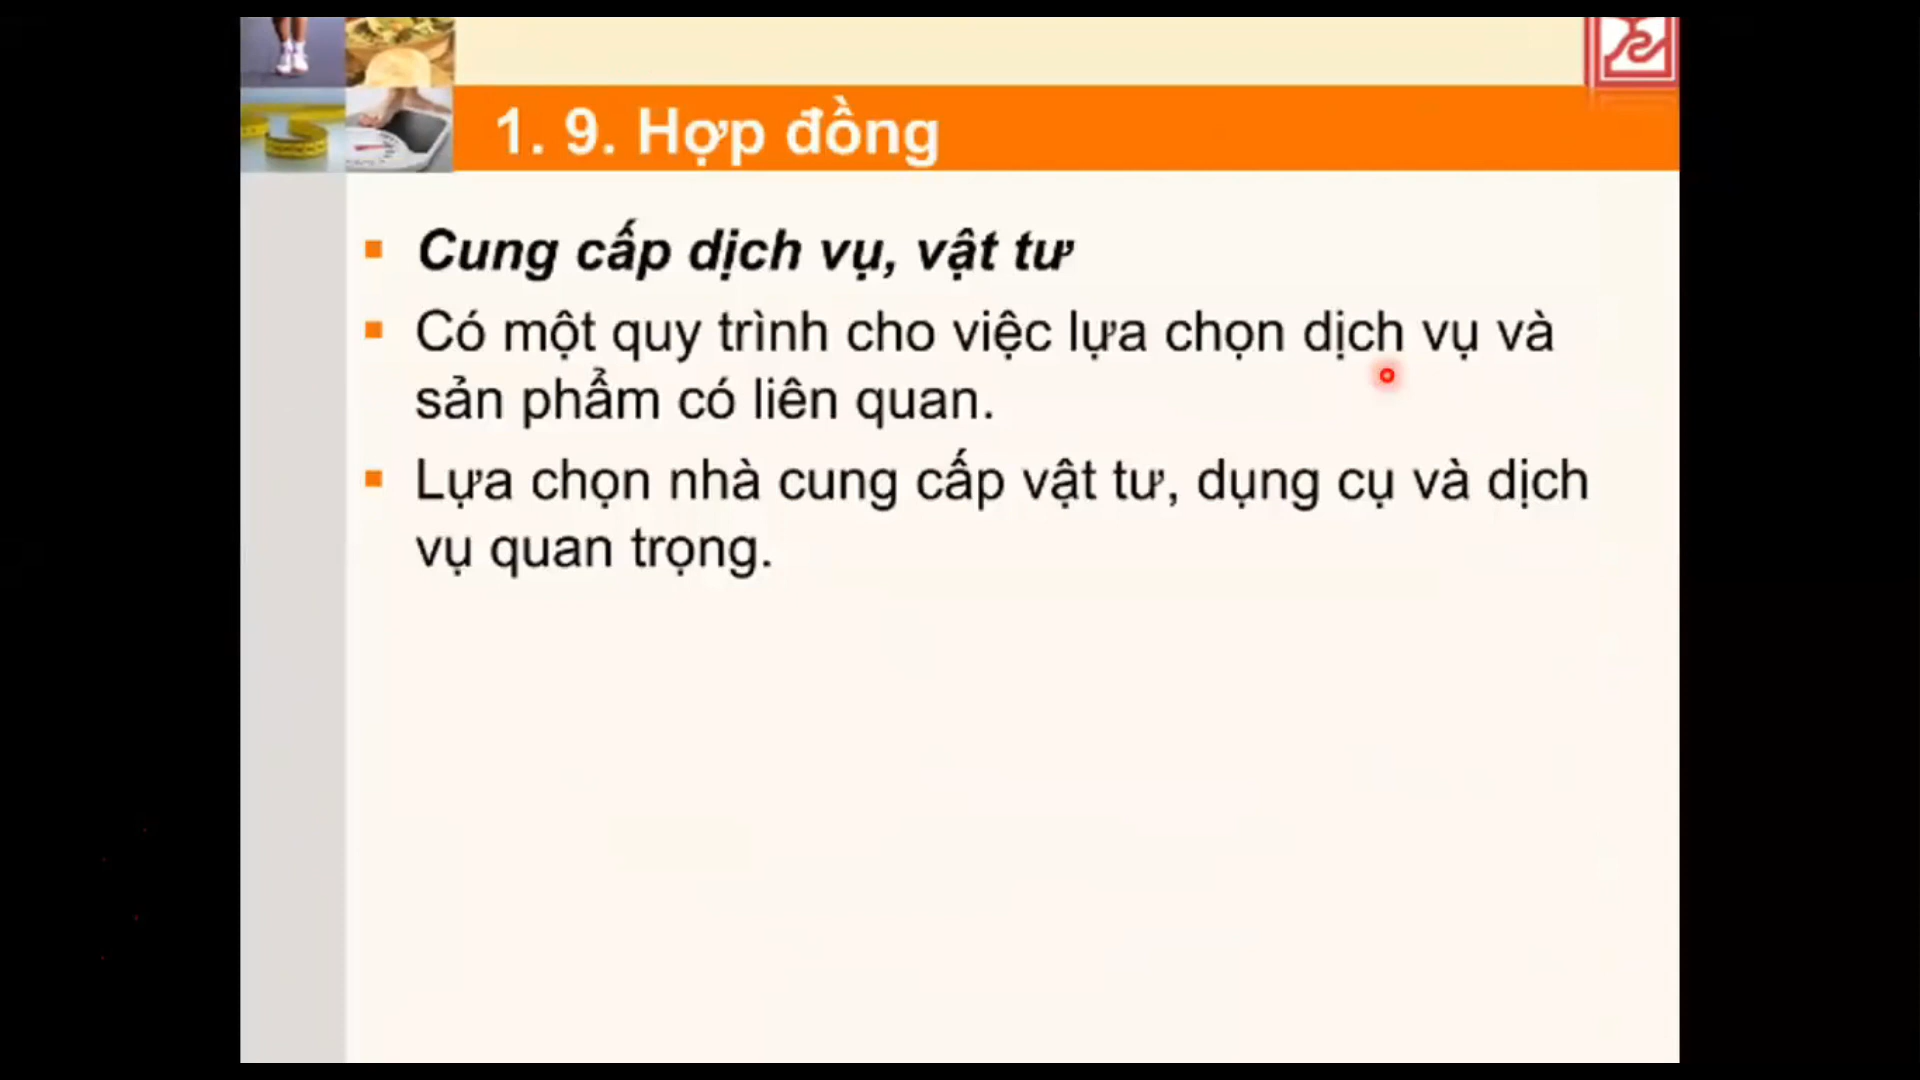 1. 9. Hợp đồng
Cung cấp dịch vụ, vật tư
Có một quy trình cho việc lựa chọn dịch vụ và
sản phẩm có liên quan.
Lựa chọn nhà cung cấp vật tư, dụng cụ và dịch
vụ quan trọng.